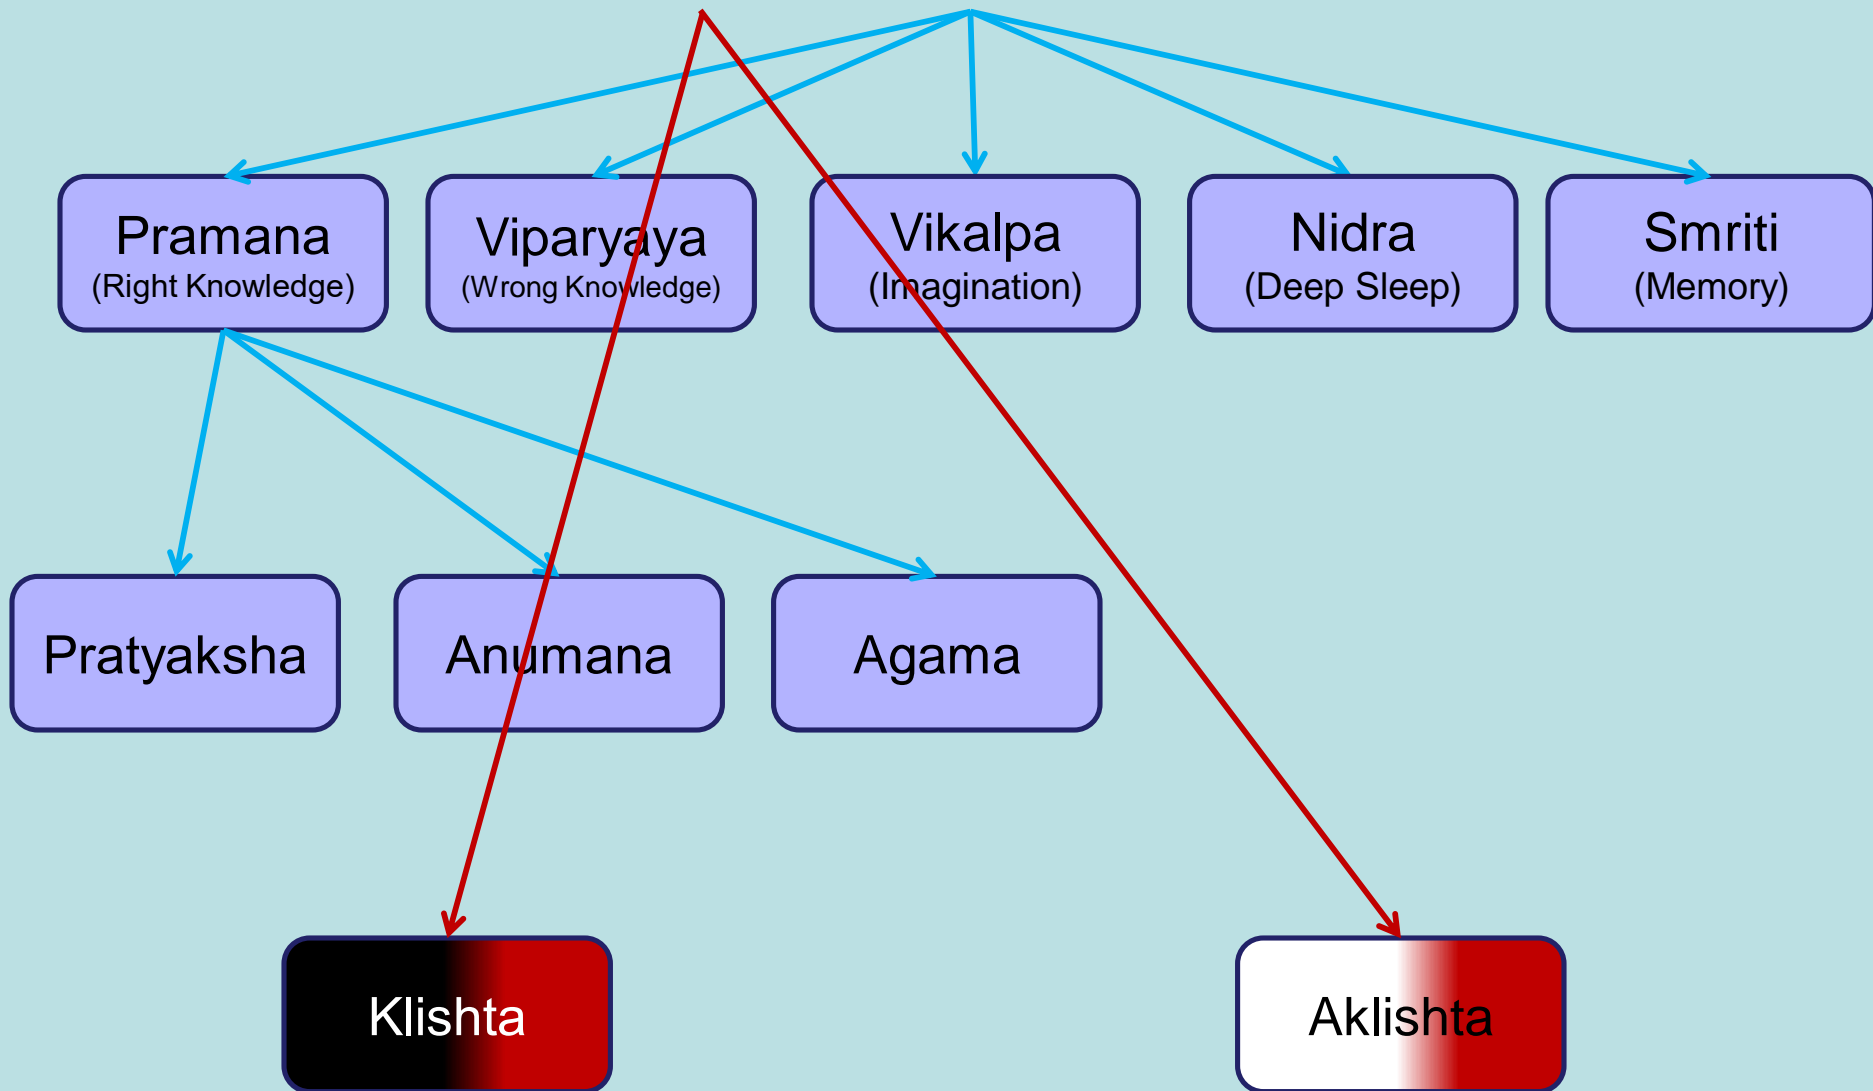 Pramana
(Right Knowledge)
Viparyaya
(Wrong Knowledge)
Vikalpa
(Imagination)
Nidra
(Deep Sleep)
Smriti
(Memory)
Pratyaksha
Anumana
Agama
Klishta
Aklishta